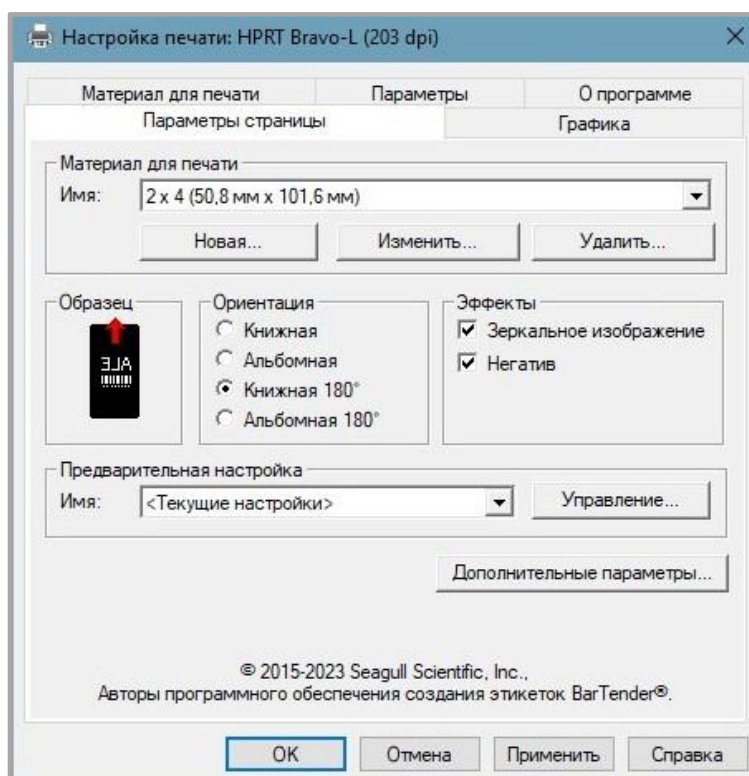 Настройка печати: HPRT Bravo-L (203 dpi)
Материал для печати
Параметры
О программе
Параметры страницы
Графика
Материал для печати
Имя:
2 x 4 (50,8 мм x 101,6 мм)
Новая...
Изменить...
Удалить...
Образец
ALE
Ориентация
Книжная
Альбомная
Книжная 180°
Альбомная 180°
Эффекты
Зеркальное изображение
Негатив
Предварительная настройка
Имя:
<Текущие настройки>
Управление...
Дополнительные параметры...
© 2015-2023 Seagull Scientific, Inc.,
Авторы программного обеспечения создания этикеток BarTender®.
OK
Отмена
Применить
Справка